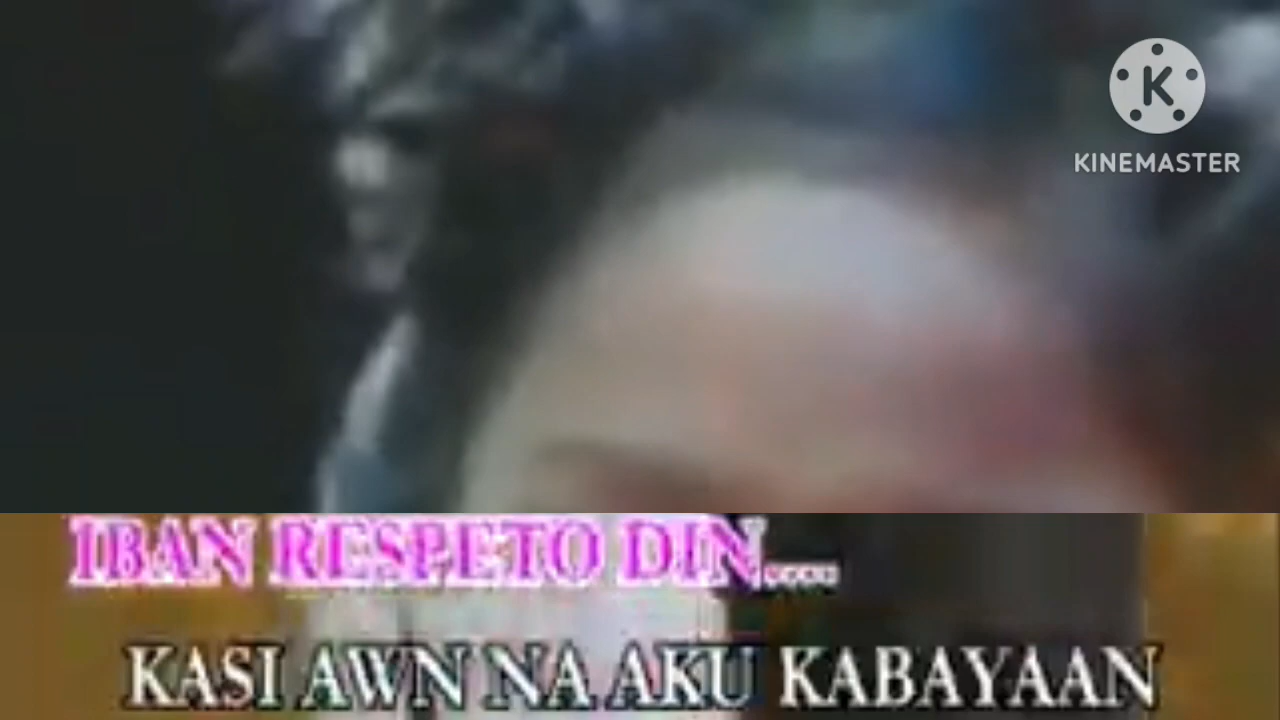 KINEMASTER
IBAN RESPETO DIN.....
KASI AWN NA AKU KABAYAAN